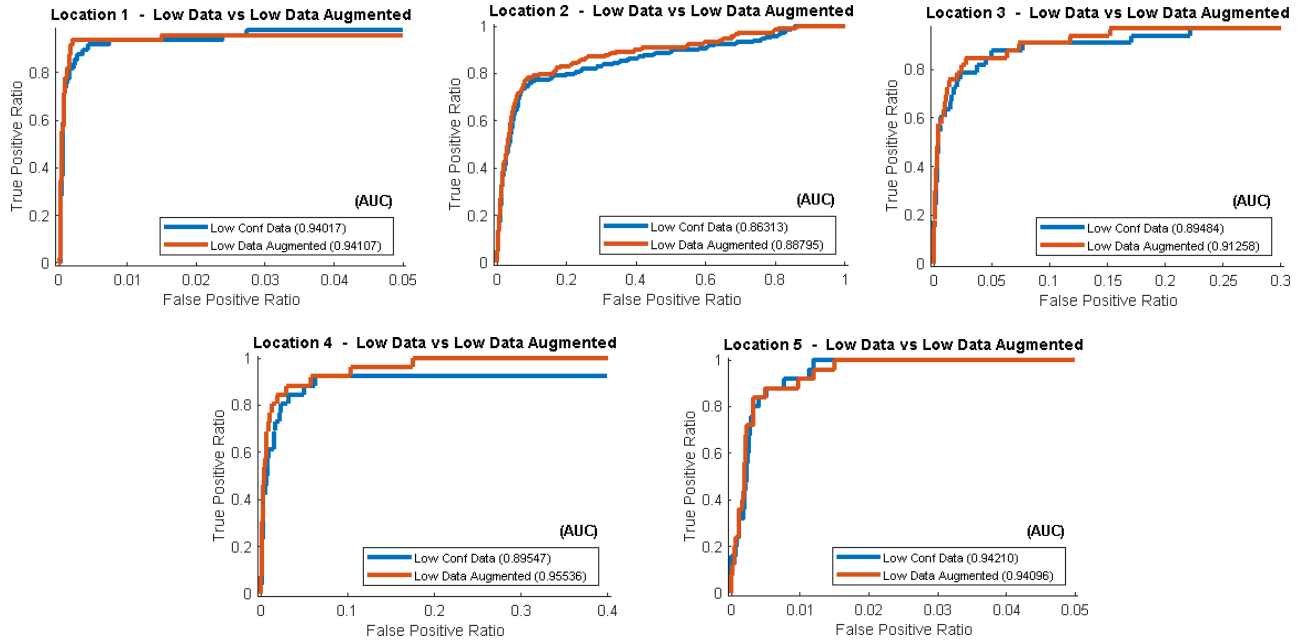 Location 1 - Low Data vs Low Data Augmented
True Positive Ratio
0.8
0.6
0.4
0.2
0
(AUC)
Low Conf Data (0.94017)
Low Data Augmented (0.94107)
0
0.01
0.02
0.03
0.04
0.05
False Positive Ratio
Location 2 - Low Data vs Low Data Augmented
True Positive Ratio
1
0.8
0.6
0.4
0.2
0
(AUC)
Low Conf Data (0.86313)
Low Data Augmented (0.88795)
0
0.2
0.4
0.6
0.8
1
False Positive Ratio
Location 3 - Low Data vs Low Data Augmented
True Positive Ratio
0.8
0.6
0.4
0.2
0
(AUC)
Low Conf Data (0.89484)
Low Data Augmented (0.91258)
0
0.05
0.1
0.15
0.2
0.25
0.3
False Positive Ratio
Location 4 - Low Data vs Low Data Augmented
True Positive Ratio
1
0.8
0.6
0.4
0.2
0
(AUC)
Low Conf Data (0.89547)
Low Data Augmented (0.95536)
0
0.1
0.2
0.3
0.4
False Positive Ratio
Location 5 - Low Data vs Low Data Augmented
True Positive Ratio
1
0.8
0.6
0.4
0.2
0
(AUC)
Low Conf Data (0.94210)
Low Data Augmented (0.94096)
0
0.01
0.02
0.03
0.04
0.05
False Positive Ratio